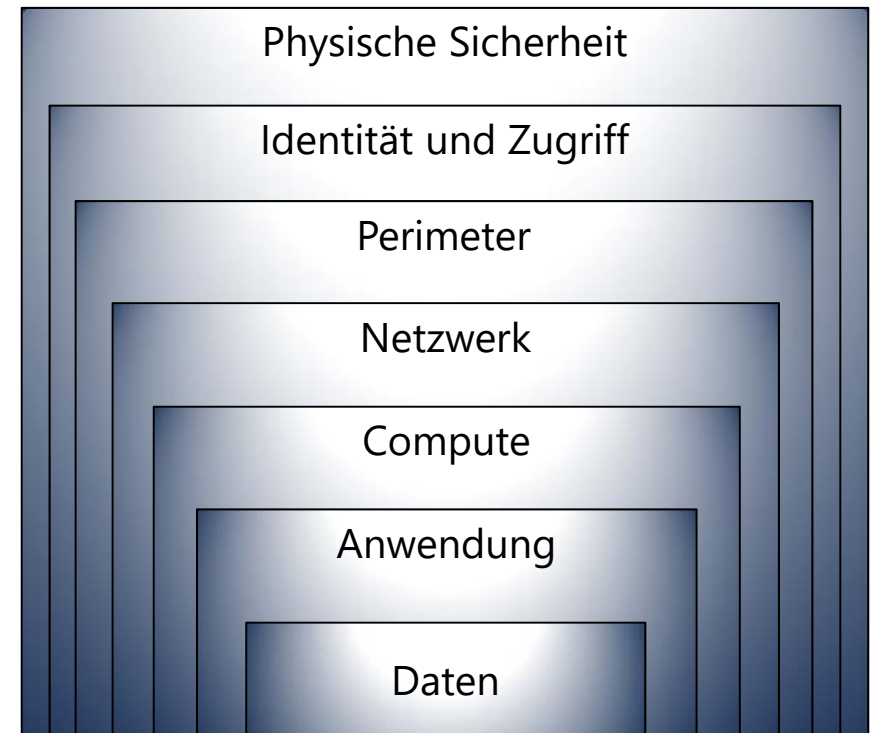 Physische Sicherheit
Identität und Zugriff
Perimeter
Netzwerk
Compute
Anwendung
Daten